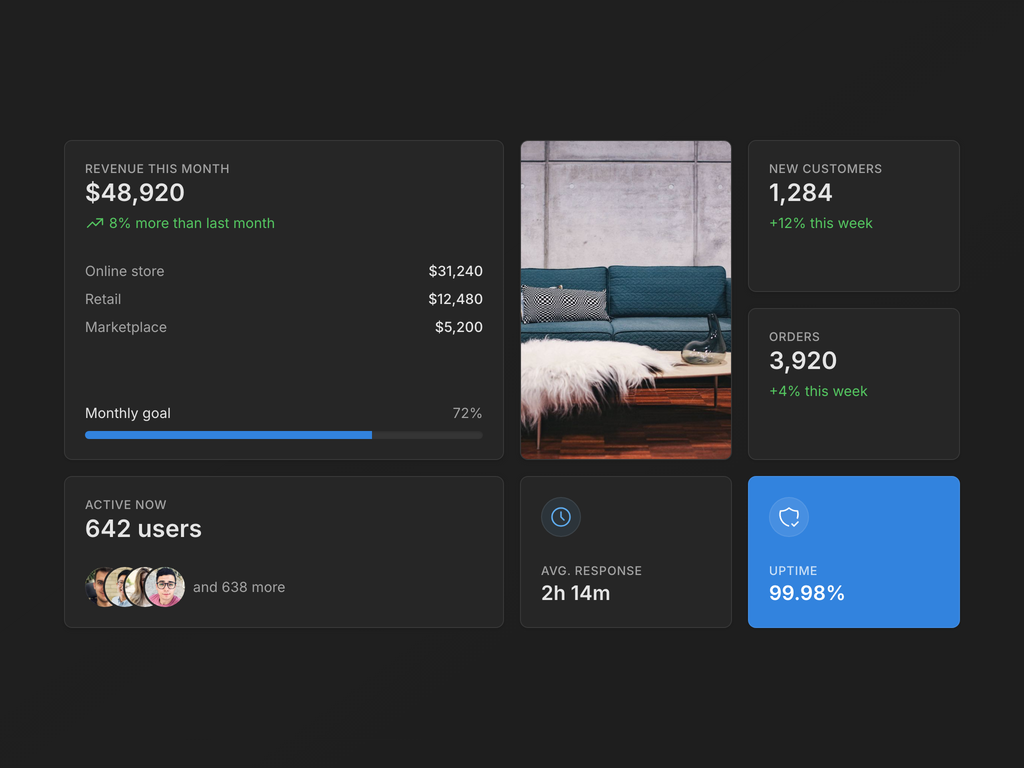 REVENUE THIS MONTH
$48,920
8% more than last month
Online store $31,240
Retail $12,480
Marketplace $5,200
Monthly goal 72%
NEW CUSTOMERS
1,284
+12% this week
ORDERS
3,920
+4% this week
ACTIVE NOW
642 users
and 638 more
AVG. RESPONSE
2h 14m
UPTIME
99.98%